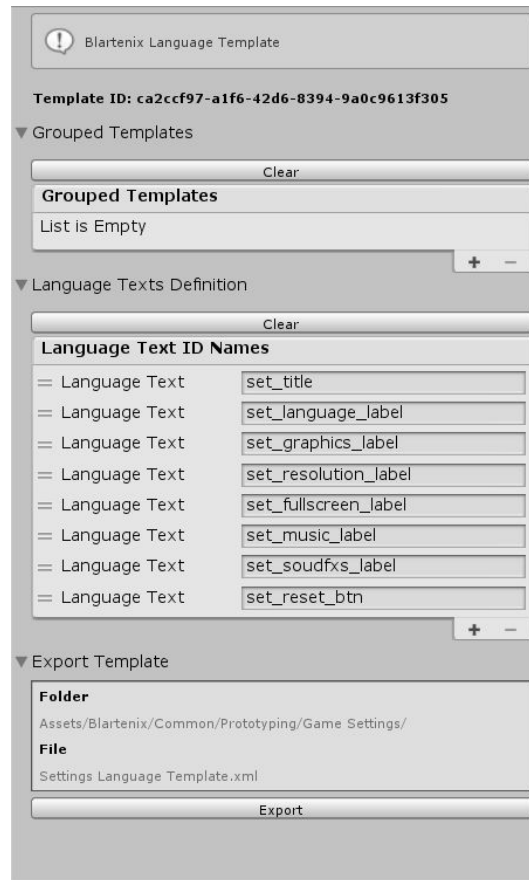 Blartenix Language Template
Template ID: ca2ccf97-a1f6-42d6-8394-9a0c9613f305
Grouped Templates
Clear
Grouped Templates
List is Empty
+ −
Language Texts Definition
Clear
Language Text ID Names
Language Text set_title
Language Text set_language_label
Language Text set_graphics_label
Language Text set_resolution_label
Language Text set_fullscreen_label
Language Text set_music_label
Language Text set_soudfxs_label
Language Text set_reset_btn
+ −
Export Template
Folder
Assets/Blartenix/Common/Prototyping/Game Settings/
File
Settings Language Template.xml
Export